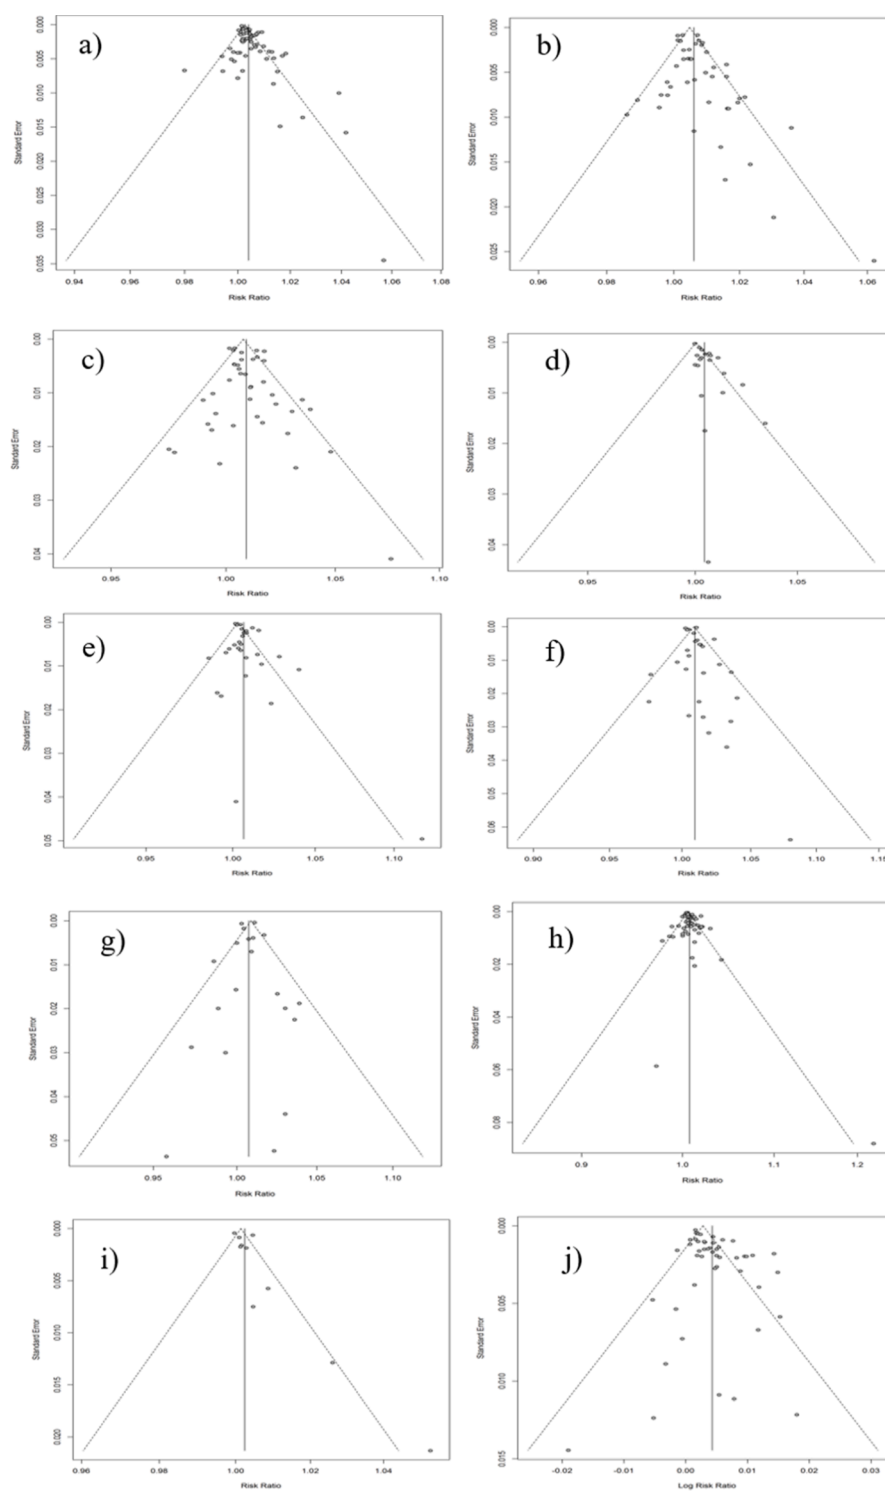 a)
0.000
0.005
0.010
0.015
0.020
0.025
0.030
0.035
Standard Error
0.94 0.96 0.98 1.00 1.02 1.04 1.06 1.08
Risk Ratio
b)
0.000
0.005
0.010
0.015
0.020
0.025
Standard Error
0.96 0.98 1.00 1.02 1.04 1.06
Risk Ratio
c)
0.00
0.01
0.02
0.03
0.04
Standard Error
0.95 1.00 1.05 1.10
Risk Ratio
d)
0.00
0.01
0.02
0.03
0.04
Standard Error
0.95 1.00 1.05
Risk Ratio
e)
0.00
0.01
0.02
0.03
0.04
0.05
Standard Error
0.95 1.00 1.05 1.10
Risk Ratio
f)
0.00
0.01
0.02
0.03
0.04
0.05
0.06
Standard Error
0.90 0.95 1.00 1.05 1.10 1.15
Risk Ratio
g)
0.00
0.01
0.02
0.03
0.04
0.05
Standard Error
0.95 1.00 1.05 1.10
Risk Ratio
h)
0.00
0.02
0.04
0.06
0.08
Standard Error
0.9 1.0 1.1 1.2
Risk Ratio
i)
0.000
0.005
0.010
0.015
0.020
Standard Error
0.96 0.98 1.00 1.02 1.04
Risk Ratio
j)
0.000
0.005
0.010
0.015
Standard Error
-0.02 -0.01 0.00 0.01 0.02 0.03
Log Risk Ratio